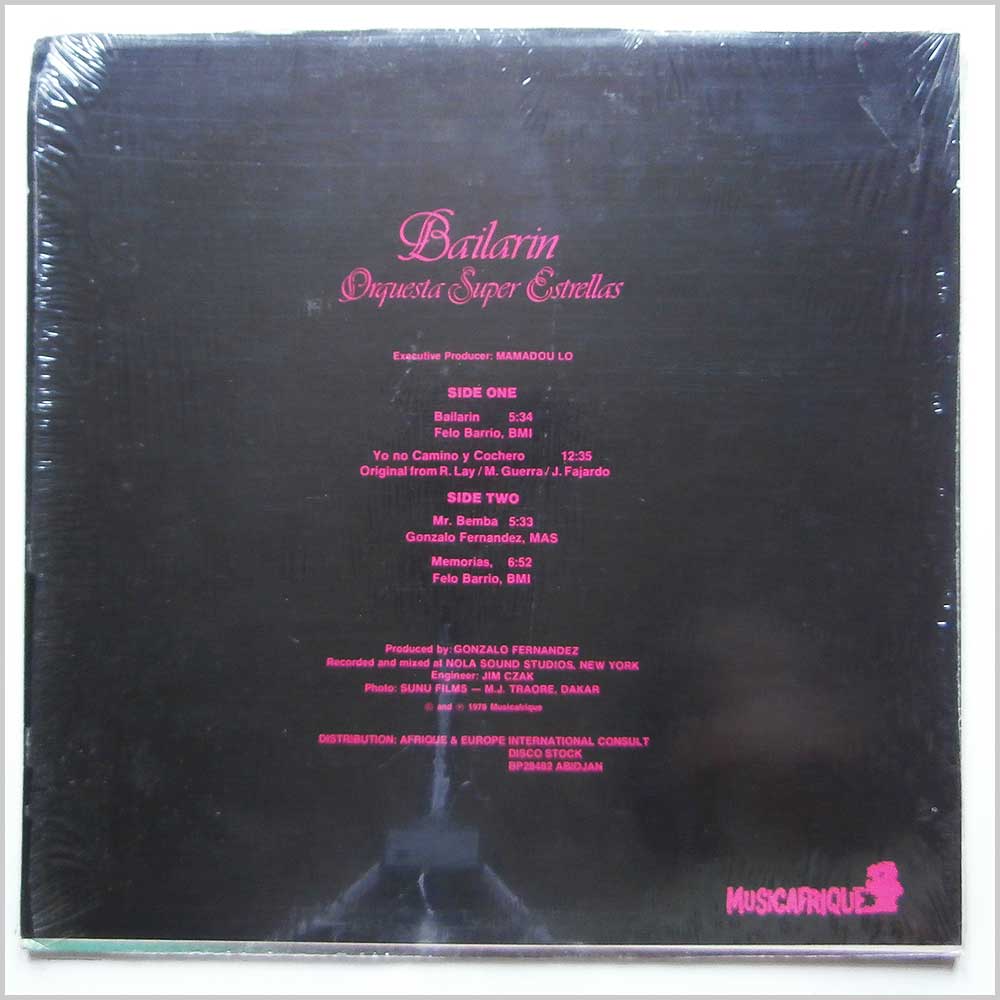 Bailarin
Orquesta Super Estrellas
Executive Producer: MAMADOU LO
SIDE ONE
Bailarin 5:34
Felo Barrio, BMI
Yo no Camino y Cochero 12:35
Original from R. Lay / M. Guerra / J. Fajardo
SIDE TWO
Mr. Bemba 5:33
Gonzalo Fernandez, MAS
Memorias, 6:52
Felo Barrio, BMI
Produced by: GONZALO FERNANDEZ
Recorded and mixed at NOLA SOUND STUDIOS, NEW YORK
Engineer: JIM CZAK
Photo: SUNU FILMS — M.J. TRAORE, DAKAR
© and ℗ 1979 Musicafrique
DISTRIBUTION: AFRIQUE & EUROPE INTERNATIONAL CONSULT
DISCO STOCK
BP28482 ABIDJAN
MUSICAFRIQUE